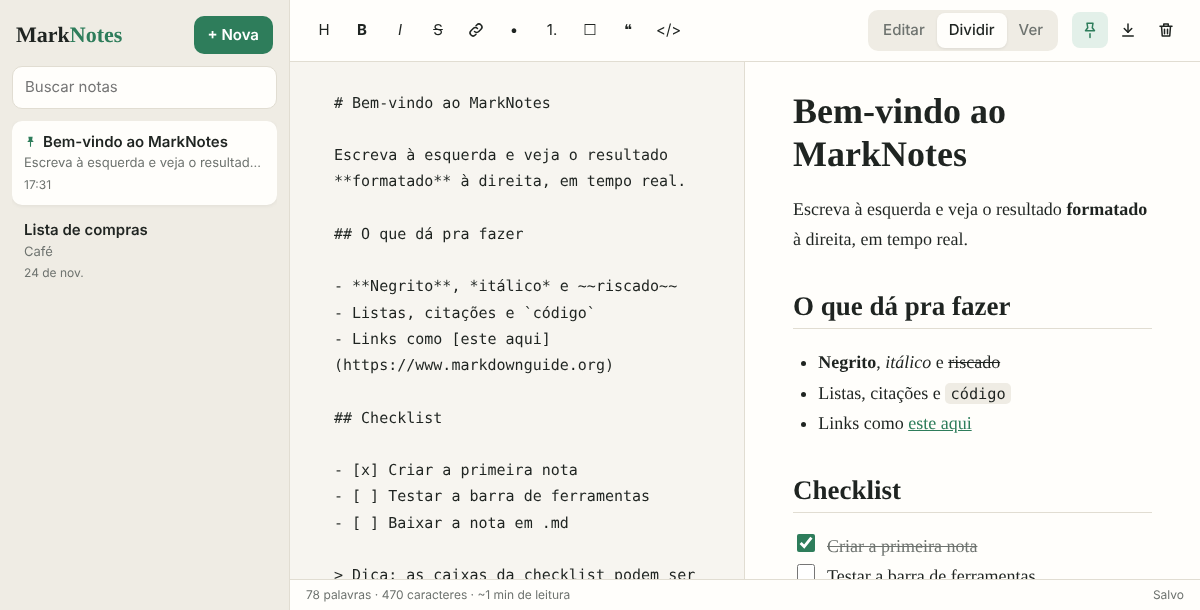 MarkNotes
+ Nova
Buscar notas
Bem-vindo ao MarkNotes
Escreva à esquerda e veja o resultad…
17:31
Lista de compras
Café
24 de nov.
H B I S • 1. ☐ ❝ </>
Editar Dividir Ver
# Bem-vindo ao MarkNotes
Escreva à esquerda e veja o resultado
**formatado** à direita, em tempo real.
## O que dá pra fazer
- **Negrito**, *itálico* e ~~riscado~~
- Listas, citações e `código`
- Links como [este aqui]
(https://www.markdownguide.org)
## Checklist
- [x] Criar a primeira nota
- [ ] Testar a barra de ferramentas
- [ ] Baixar a nota em .md
> Dica: as caixas da checklist podem ser
Bem-vindo ao
MarkNotes
Escreva à esquerda e veja o resultado formatado
à direita, em tempo real.
O que dá pra fazer
• Negrito, itálico e riscado
• Listas, citações e código
• Links como este aqui
Checklist
Criar a primeira nota
Testar a barra de ferramentas
78 palavras · 470 caracteres · ~1 min de leitura
Salvo